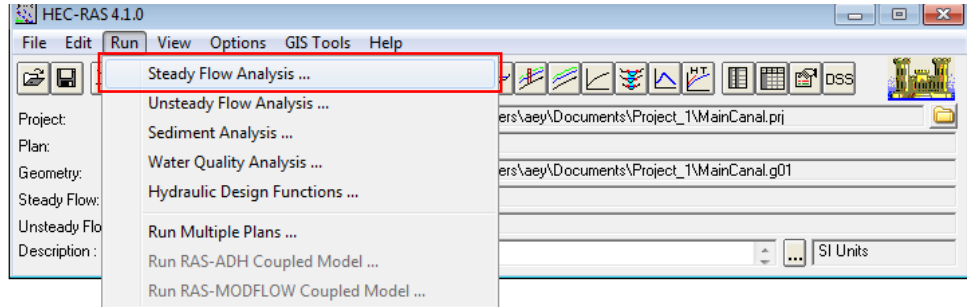 HEC-RAS 4.1.0
File Edit Run View Options GIS Tools Help
Steady Flow Analysis ...
HT DSS
Unsteady Flow Analysis ...
Project: ers\aey\Documents\Project_1\MainCanal.prj
Sediment Analysis ...
Plan:
Water Quality Analysis ...
Geometry: ers\aey\Documents\Project_1\MainCanal.g01
Hydraulic Design Functions ...
Steady Flow:
Unsteady Flo
Run Multiple Plans ...
Description : ... SI Units
Run RAS-ADH Coupled Model ...
Run RAS-MODFLOW Coupled Model ...